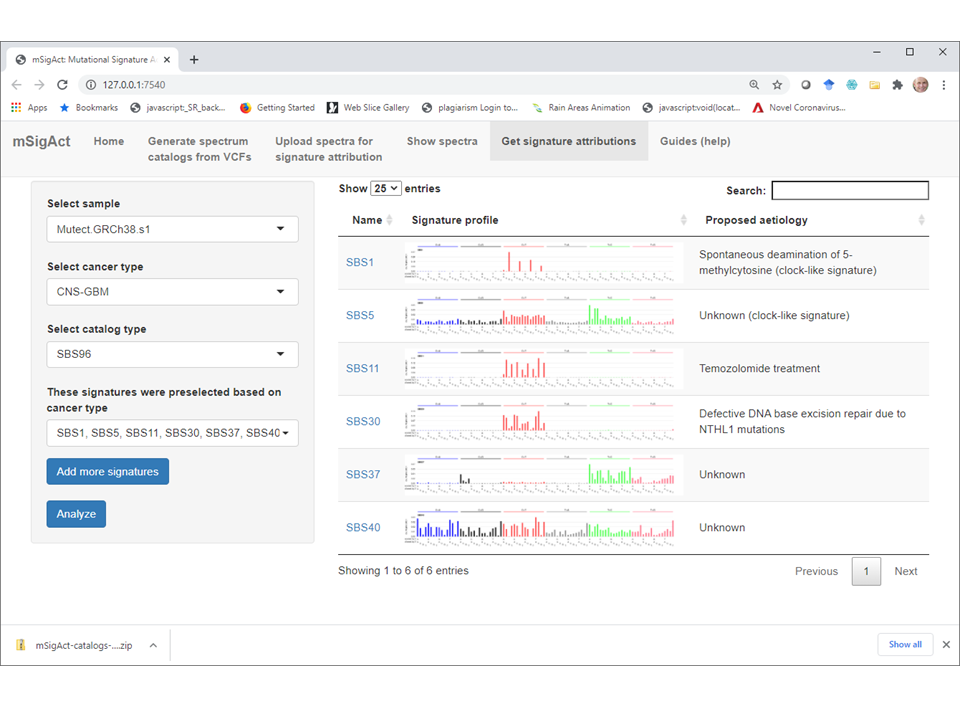 mSigAct: Mutational Signature A
127.0.0.1:7540
Apps
Bookmarks
javascript:_SR_back...
Getting Started
Web Slice Gallery
plagiarism Login to...
Rain Areas Animation
javascript:void(locat...
Novel Coronavirus...
mSigAct
Home
Generate spectrum
catalogs from VCFs
Upload spectra for
signature attribution
Show spectra
Get signature attributions
Guides (help)
Select sample
Mutect.GRCh38.s1
Select cancer type
CNS-GBM
Select catalog type
SBS96
These signatures were preselected based on
cancer type
SBS1, SBS5, SBS11, SBS30, SBS37, SBS40
Add more signatures
Analyze
Show 25 entries
Search:
Name
Signature profile
Proposed aetiology
SBS1
Spontaneous deamination of 5-
methylcytosine (clock-like signature)
SBS5
Unknown (clock-like signature)
SBS11
Temozolomide treatment
SBS30
Defective DNA base excision repair due to
NTHL1 mutations
SBS37
Unknown
SBS40
Unknown
Showing 1 to 6 of 6 entries
Previous
1
Next
mSigAct-catalogs-....zip
Show all